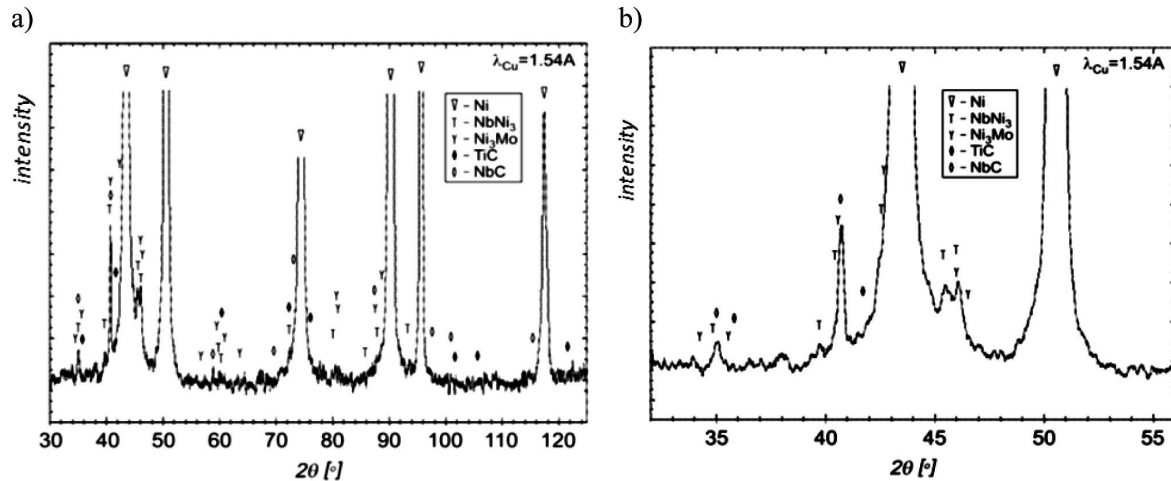 a)
b)
λCu=1.54A
▽ - Ni
T - NbNi3
Y - Ni3Mo
♦ - TiC
◊ - NbC
intensity
30 40 50 60 70 80 90 100 110 120
2θ [°]
λCu=1.54A
▽ - Ni
T - NbNi3
Y - Ni3Mo
♦ - TiC
◊ - NbC
intensity
35 40 45 50 55
2θ [°]